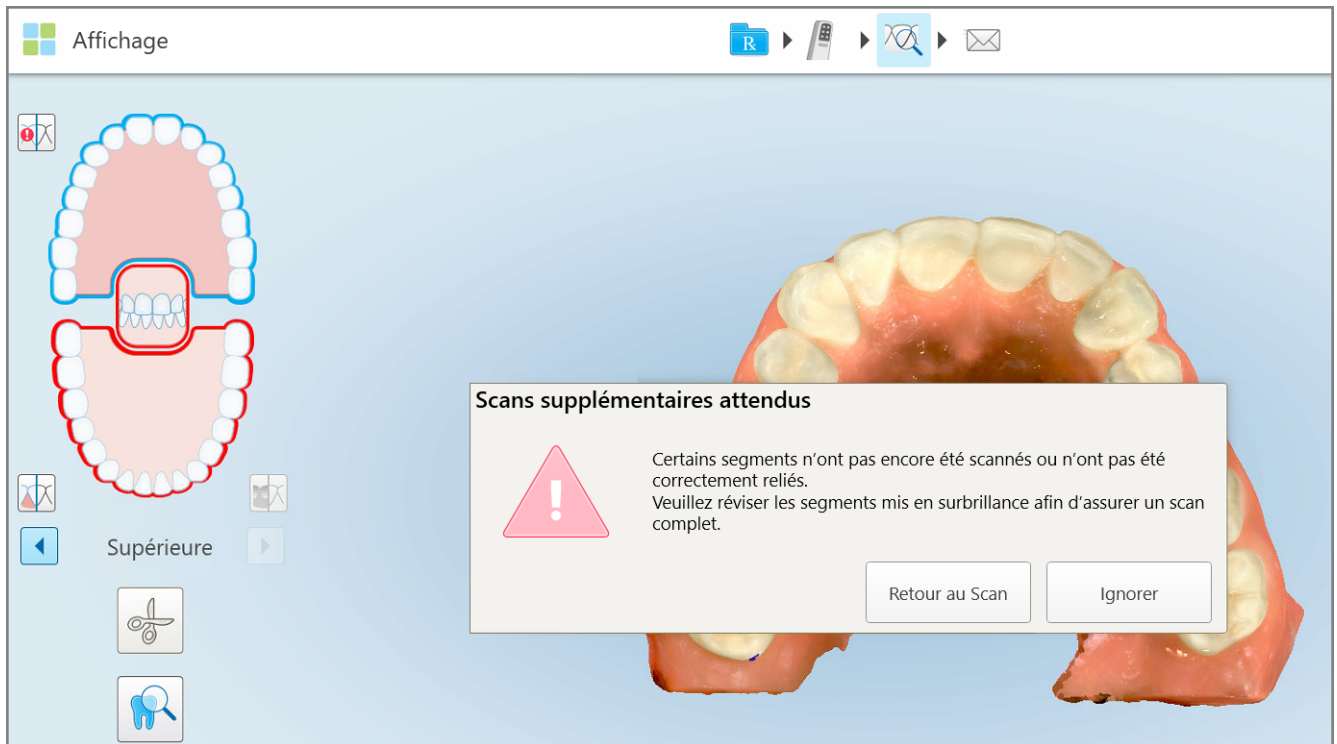 Affichage
R
Scans supplémentaires attendus
Certains segments n'ont pas encore été scannés ou n'ont pas été
correctement reliés.
Veuillez réviser les segments mis en surbrillance afin d'assurer un scan
complet.
Retour au Scan
Ignorer
Supérieure